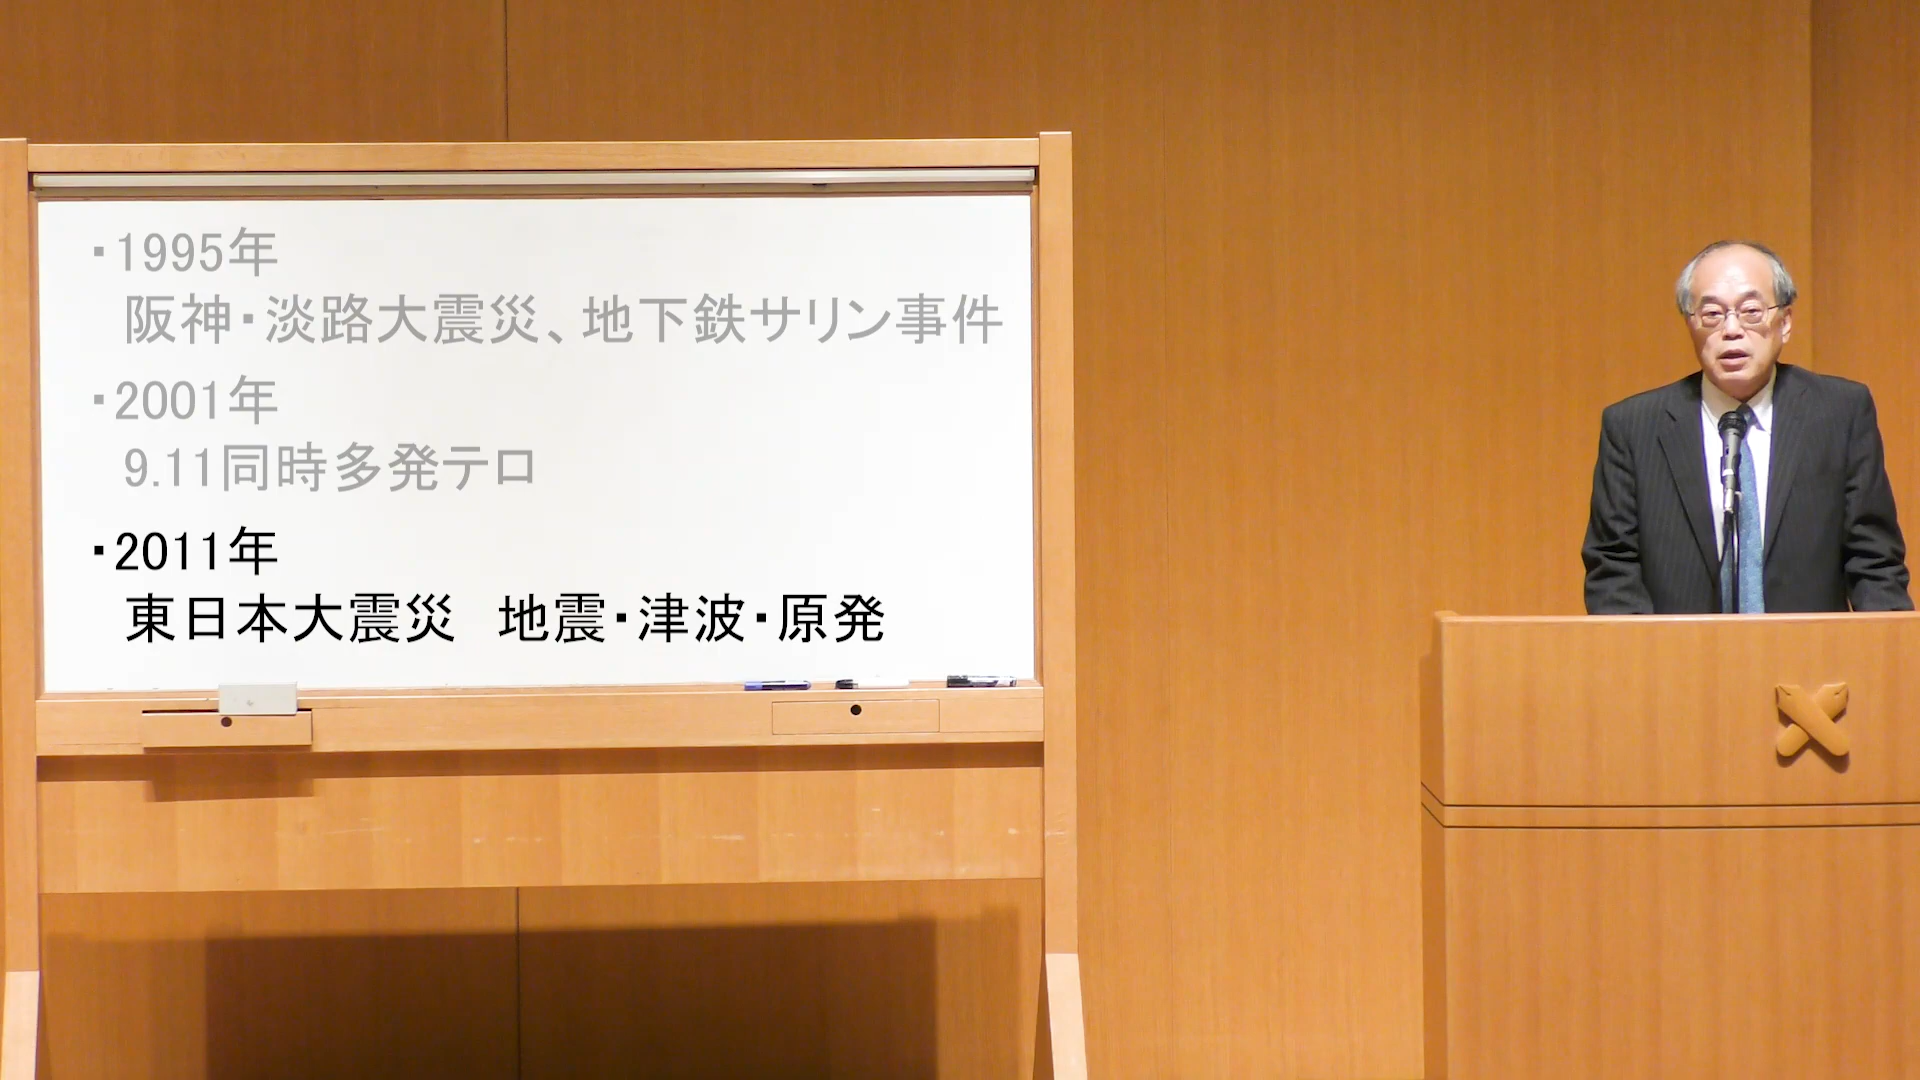 ・1995年
阪神・淡路大震災、地下鉄サリン事件
・2001年
9.11同時多発テロ
・2011年
東日本大震災　地震・津波・原発